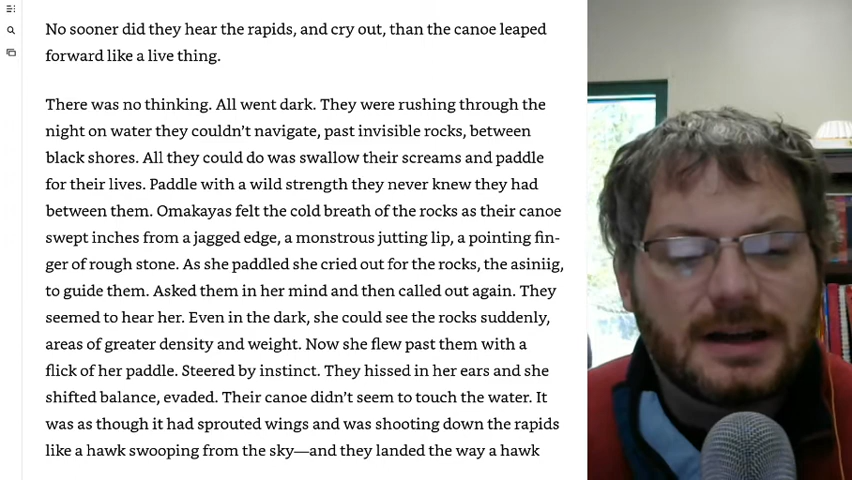 No sooner did they hear the rapids, and cry out, than the canoe leaped
forward like a live thing.
There was no thinking. All went dark. They were rushing through the
night on water they couldn’t navigate, past invisible rocks, between
black shores. All they could do was swallow their screams and paddle
for their lives. Paddle with a wild strength they never knew they had
between them. Omakayas felt the cold breath of the rocks as their canoe
swept inches from a jagged edge, a monstrous jutting lip, a pointing fin-
ger of rough stone. As she paddled she cried out for the rocks, the asiniig,
to guide them. Asked them in her mind and then called out again. They
seemed to hear her. Even in the dark, she could see the rocks suddenly,
areas of greater density and weight. Now she flew past them with a
flick of her paddle. Steered by instinct. They hissed in her ears and she
shifted balance, evaded. Their canoe didn’t seem to touch the water. It
was as though it had sprouted wings and was shooting down the rapids
like a hawk swooping from the sky—and they landed the way a hawk